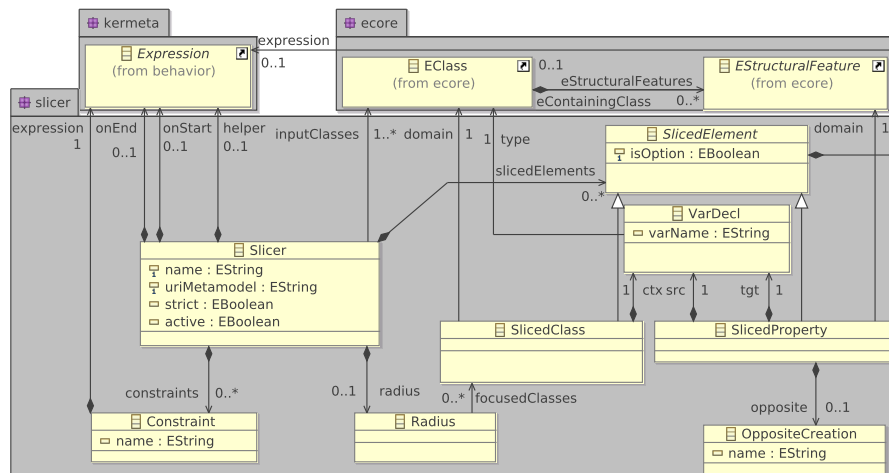 kermeta
ecore
Expression
(from behavior)
expression
0..1
EClass
(from ecore)
0..1
eStructuralFeatures
eContainingClass
0..*
EStructuralFeature
(from ecore)
slicer
expression
1
onEnd
0..1
onStart
0..1
helper
0..1
inputClasses
1..*
domain
1
1
type
SlicedElement
isOption : EBoolean
domain
1
slicedElements
0..*
VarDecl
varName : EString
Slicer
name : EString
uriMetamodel : EString
strict : EBoolean
active : EBoolean
1
ctx
src
1
tgt
1
SlicedClass
SlicedProperty
constraints
0..*
0..1
radius
0..*
focusedClasses
opposite
0..1
Constraint
name : EString
Radius
OppositeCreation
name : EString